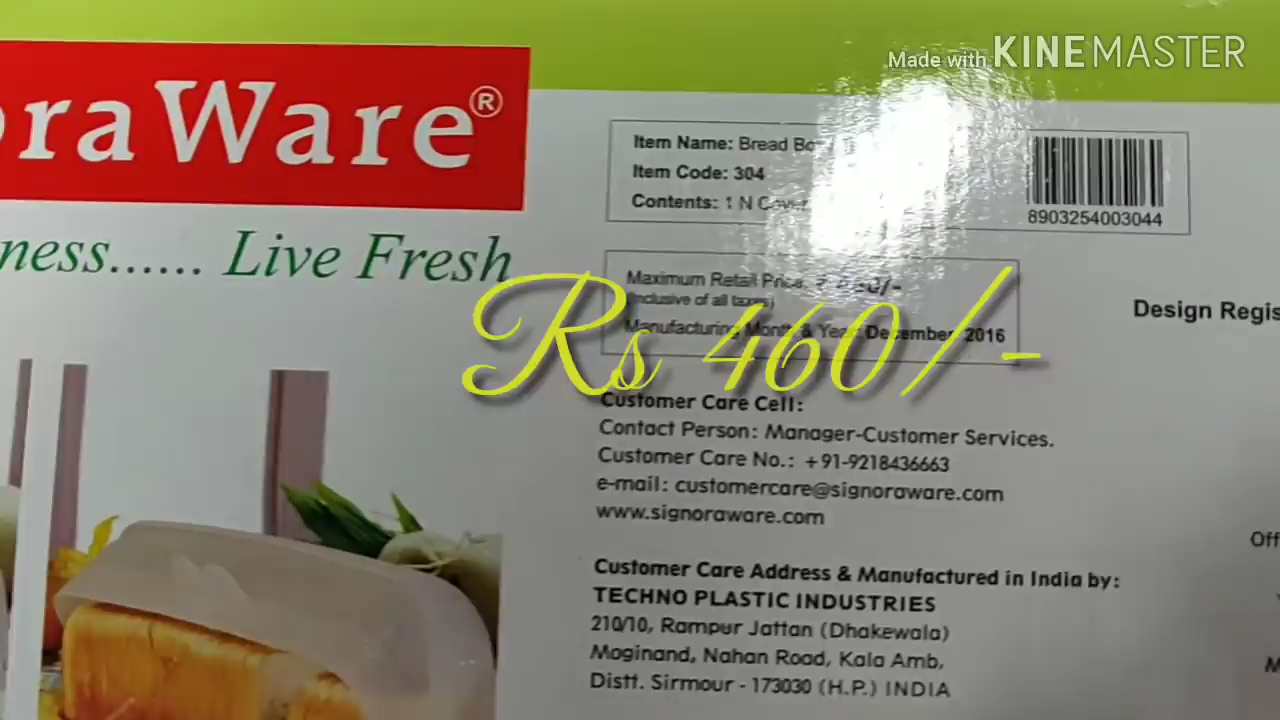 Made with KINEMASTER
oraWare®
ness...... Live Fresh
Item Name: Bread
Item Code: 304
Contents: 1 N Cover
8903254003044
Maximum Retail Price.
(Inclusive of all taxes)
Manufacturing Month & Year December 2016
Rs 460/-
Design Regis
Customer Care Cell:
Contact Person: Manager-Customer Services.
Customer Care No.: +91-9218436663
e-mail: customercare@signoraware.com
www.signoraware.com
Off
Customer Care Address & Manufactured in India by:
TECHNO PLASTIC INDUSTRIES
210/10, Rampur Jattan (Dhakewala)
Moginand, Nahan Road, Kala Amb,
Distt. Sirmour - 173030 (H.P.) INDIA
M